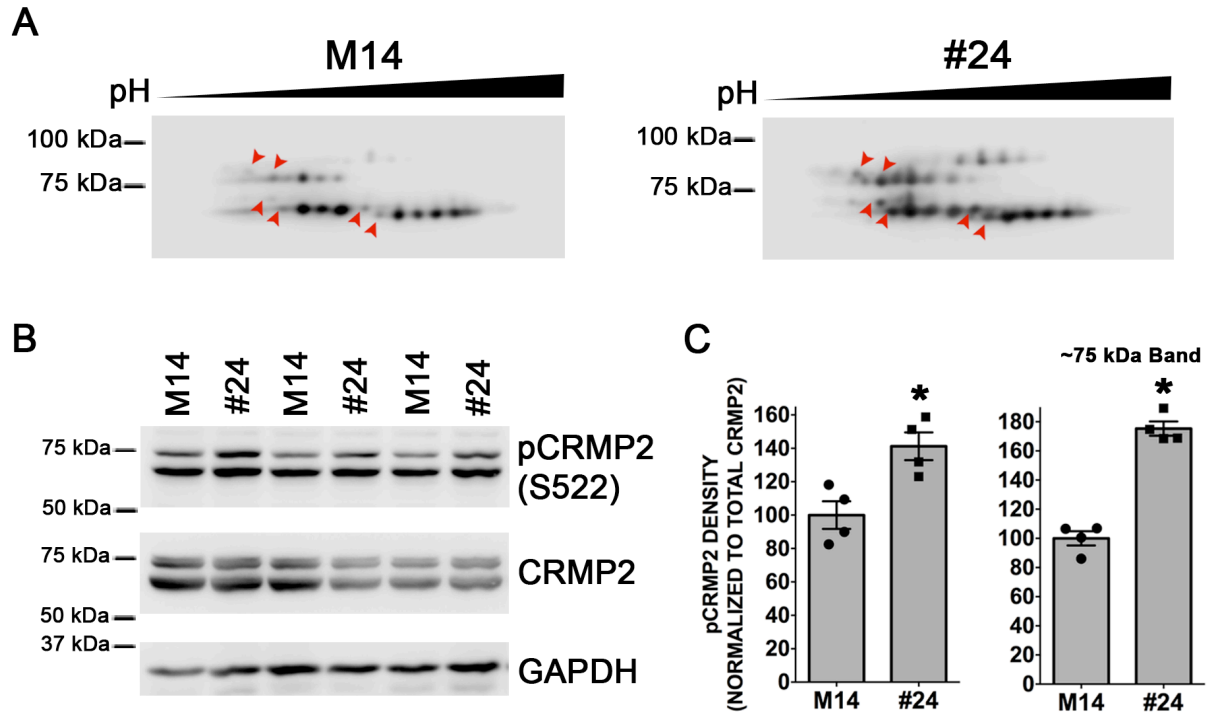 A
M14
#24
pH
pH
100 kDa
75 kDa
100 kDa
75 kDa
B
M14 #24 M14 #24 M14 #24
75 kDa
pCRMP2
(S522)
50 kDa
75 kDa
CRMP2
50 kDa
37 kDa
GAPDH
C
~75 kDa Band
pCRMP2 DENSITY
(NORMALIZED TO TOTAL CRMP2)
*
160
140
120
100
80
60
40
20
0
M14 #24
*
180
160
140
120
100
80
60
40
20
0
M14 #24